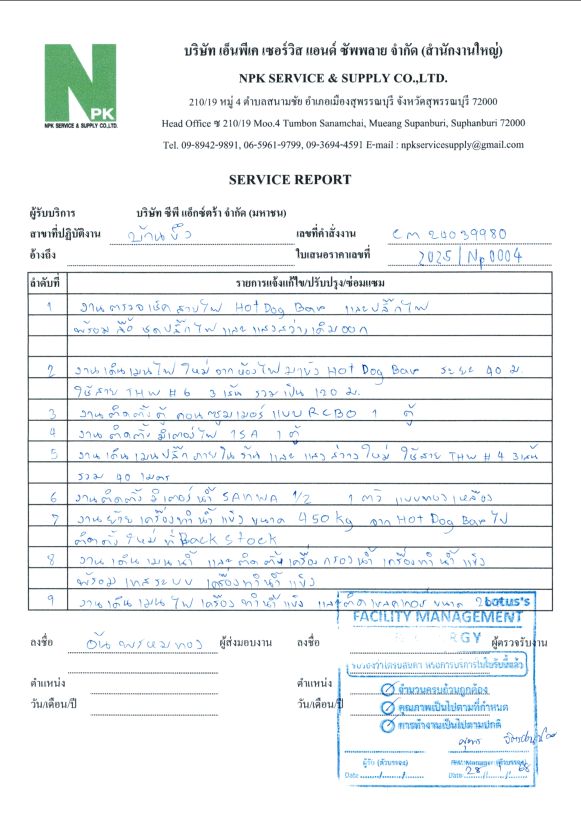 บริษัท เอ็นพีเค เซอร์วิส แอนด์ ซัพพลาย จำกัด (สำนักงานใหญ่)
NPK SERVICE & SUPPLY CO.,LTD.
210/19 หมู่ 4 ตำบลสนามชัย อำเภอเมืองสุพรรณบุรี จังหวัดสุพรรณบุรี 72000
Head Office ซ 210/19 Moo.4 Tumbon Sanamchai, Mueang Supanburi, Suphanburi 72000
Tel. 09-8942-9891, 06-5961-9799, 09-3694-4591 E-mail : npkservicesupply@gmail.com
NPK
NPK SERVICE & SUPPLY CO.,LTD.
SERVICE REPORT
ผู้รับบริการ บริษัท ซีพี แอ็กซ์ตร้า จำกัด (มหาชน)
สาขาที่ปฏิบัติงาน บ้านบึง เลขที่คำสั่งงาน CM 20039980
อ้างถึง ใบเสนอราคาเลขที่ 2025/Np0004
ลำดับที่ รายการแจ้งแก้ไข/ปรับปรุง/ซ่อมแซม
1 งานตรวจเช็คสายไฟ Hot Dog Bar และปลั๊กไฟ
พร้อม รื้อ ชุดปลั๊กไฟ และ แสงสว่างเดิมออก
2 งานเดินเมนไฟ ใหม่ จากห้องไฟ มายัง Hot Dog Bar ระยะ 40 ม.
ใช้สาย THW # 6 3 เส้น รวมเป็น 120 ม.
3 งานติดตั้งตู้ คอนซูมเมอร์ แบบ RCBO 1 ตู้
4 งาน ติดตั้ง มิเตอร์ไฟ 15A 1 ตู้
5 งาน เดินเมนปลั๊ก ภายในร้าน และ แสงสว่างใหม่ ใช้สาย THW # 4 3เส้น
รวม 40 เมตร
6 งานติดตั้ง มิเตอร์น้ำ SANWA 1/2 1 ตัว แบบทองเหลือง
7 งานย้าย เครื่องทำน้ำแข็ง ขนาด 450 kg จาก Hot Dog Bar ไป
ติดตั้งใหม่ ที่ Back Stock
8 งานเดินเมนน้ำ และ ติดตั้ง เครื่องกรองน้ำ เครื่องทำน้ำแข็ง
พร้อม เทสระบบ เครื่องทำน้ำแข็ง
9 งานเดินเมนไฟ เครื่องทำน้ำแข็ง และติดเบรคเกอร์ ขนาด
Lotus's
FACILITY MANAGEMENT
ลงชื่อ ผู้ส่งมอบงาน ลงชื่อ ผู้ตรวจรับงาน
ตำแหน่ง ตำแหน่ง
วัน/เดือน/ปี วัน/เดือน/ปี
จำนวนครบถ้วนถูกต้อง
คุณภาพเป็นไปตามที่กำหนด
การทำงานเป็นไปตามปกติ
ผู้รับ (ตัวบรรจง)
Date ......./......./....... Date